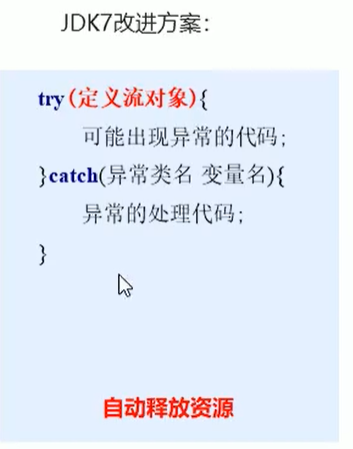 JDK7改进方案：
try(定义流对象){
可能出现异常的代码;
}catch(异常类名 变量名){
异常的处理代码;
}
自动释放资源